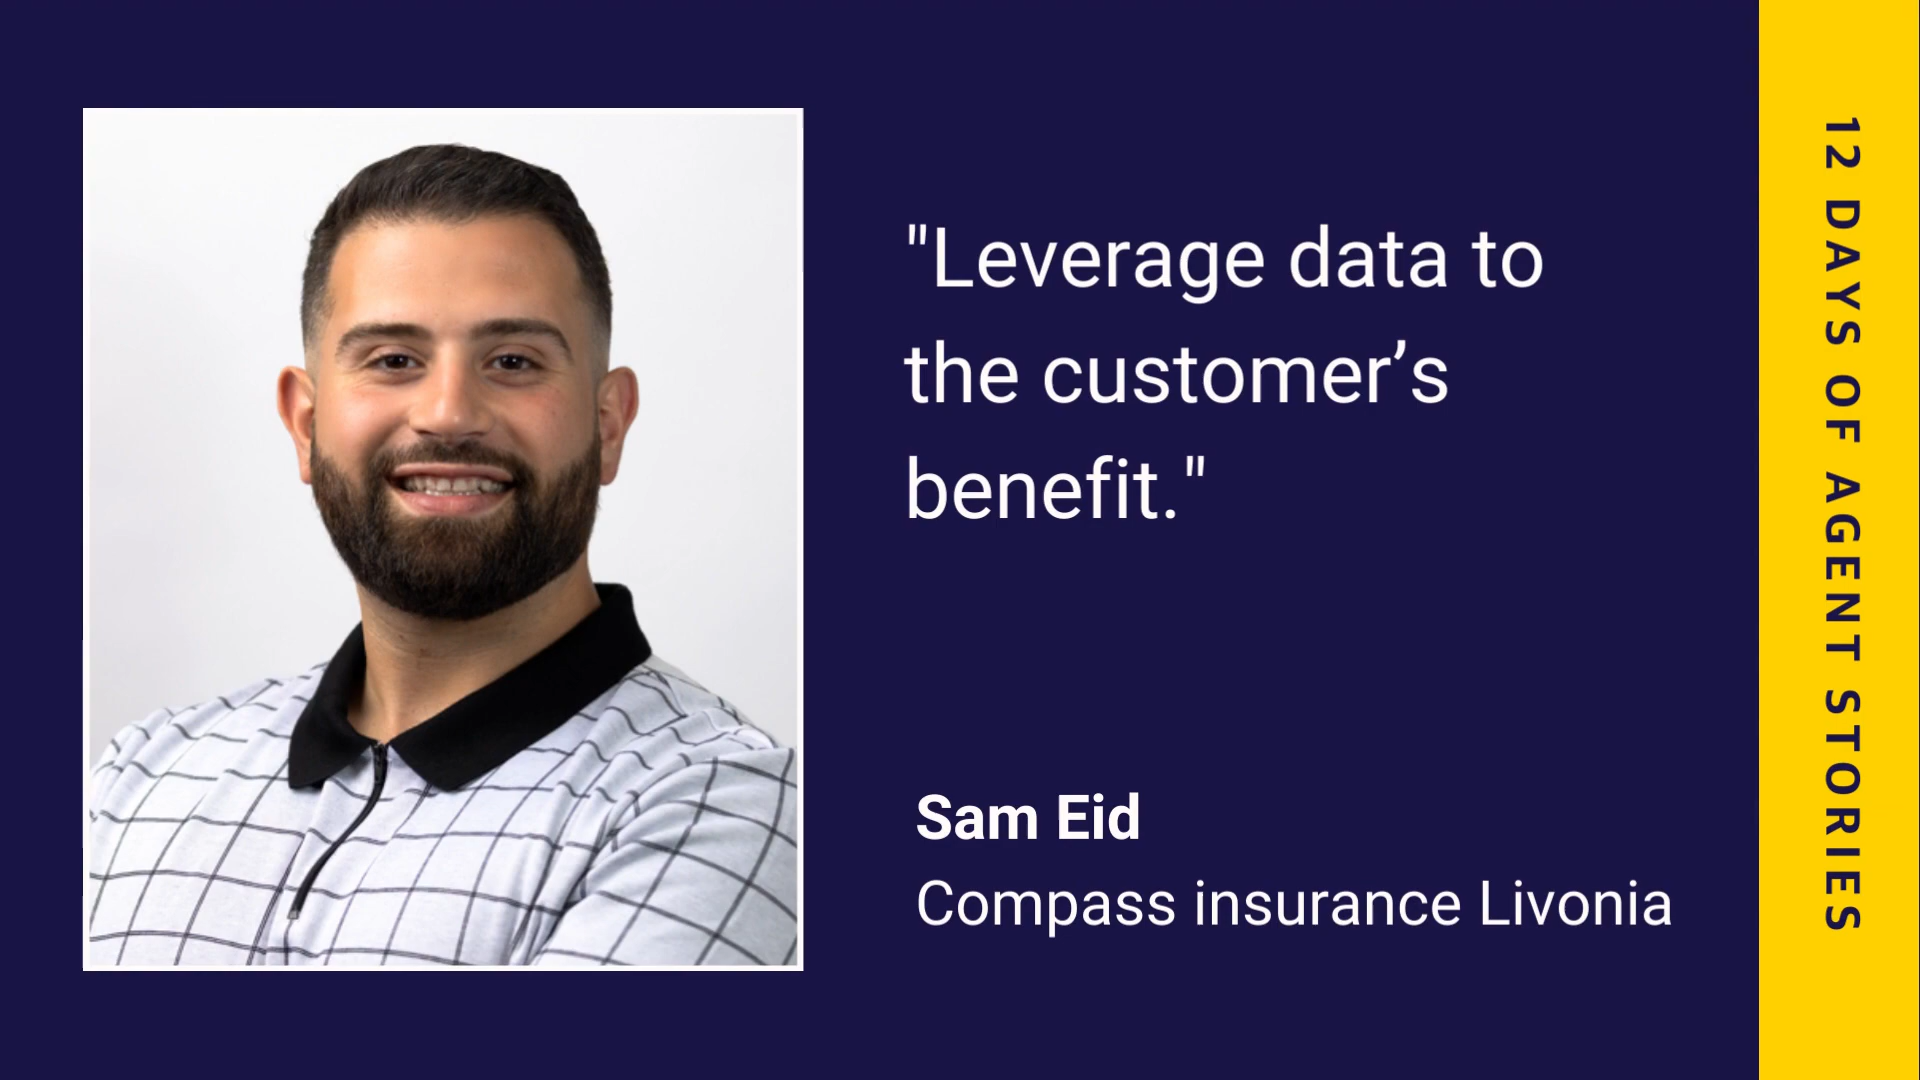 "Leverage data to
the customer’s
benefit."
Sam Eid
Compass insurance Livonia
12 DAYS OF AGENT STORIES